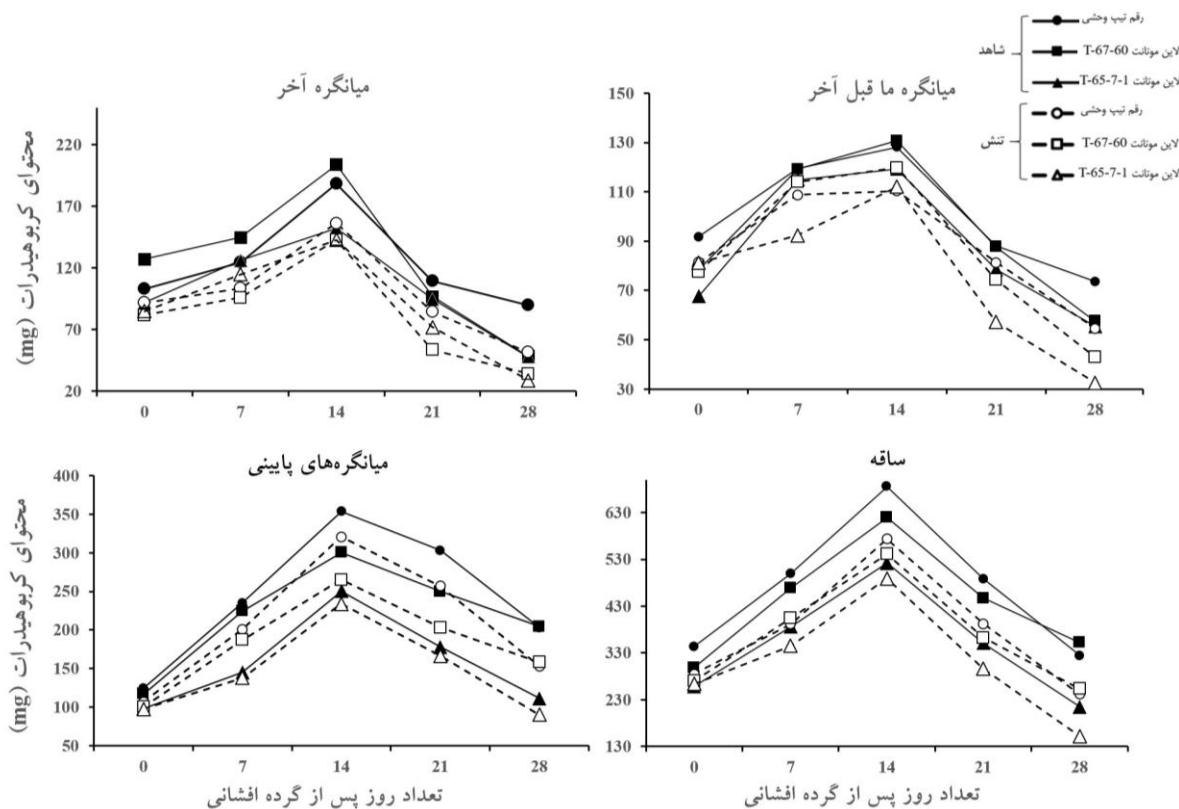 رقم تیپ وحشی
لاین موتانت T-67-60
لاین موتانت T-65-7-1
شاهد
رقم تیپ وحشی
لاین موتانت T-67-60
لاین موتانت T-65-7-1
تنش
میانگره ما قبل آخر
150
130
110
90
70
50
30
0 7 14 21 28
میانگره آخر
محتوای کربوهیدرات (mg)
220
170
120
70
20
0 7 14 21 28
ساقه
630
530
430
330
230
130
0 7 14 21 28
تعداد روز پس از گرده افشانی
میانگره‌های پایینی
محتوای کربوهیدرات (mg)
400
350
300
250
200
150
100
50
0 7 14 21 28
تعداد روز پس از گرده افشانی